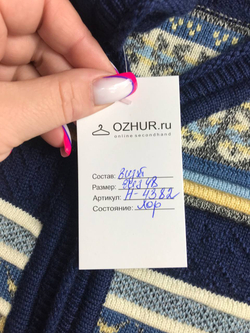 OZHUR.ru
online secondhand
Состав:
Размер:
Артикул: Н-4382
Состояние: хор